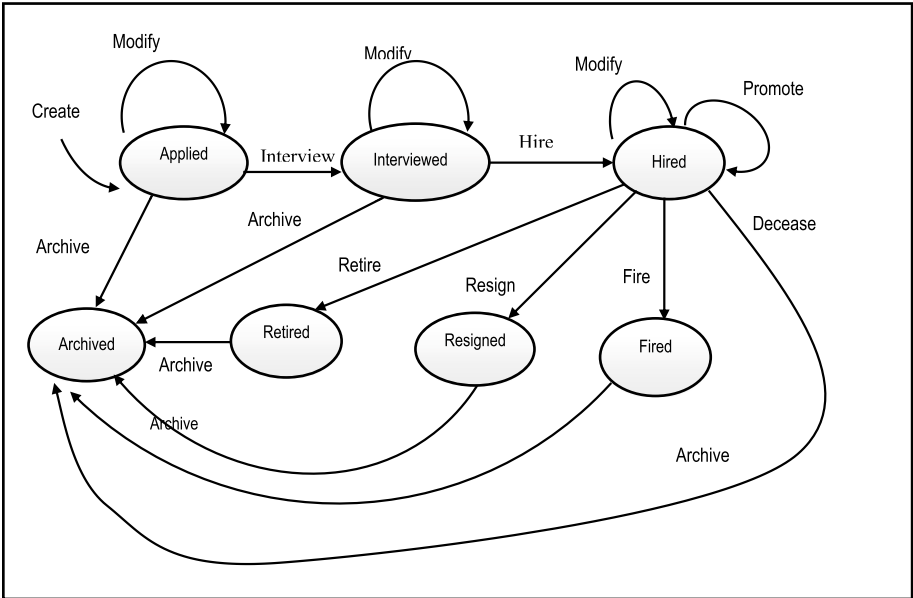 Modify
Modify
Modify
Promote
Create
Applied
Interview
Interviewed
Hire
Hired
Archive
Archive
Decease
Retire
Resign
Fire
Archived
Retired
Resigned
Fired
Archive
Archive
Archive